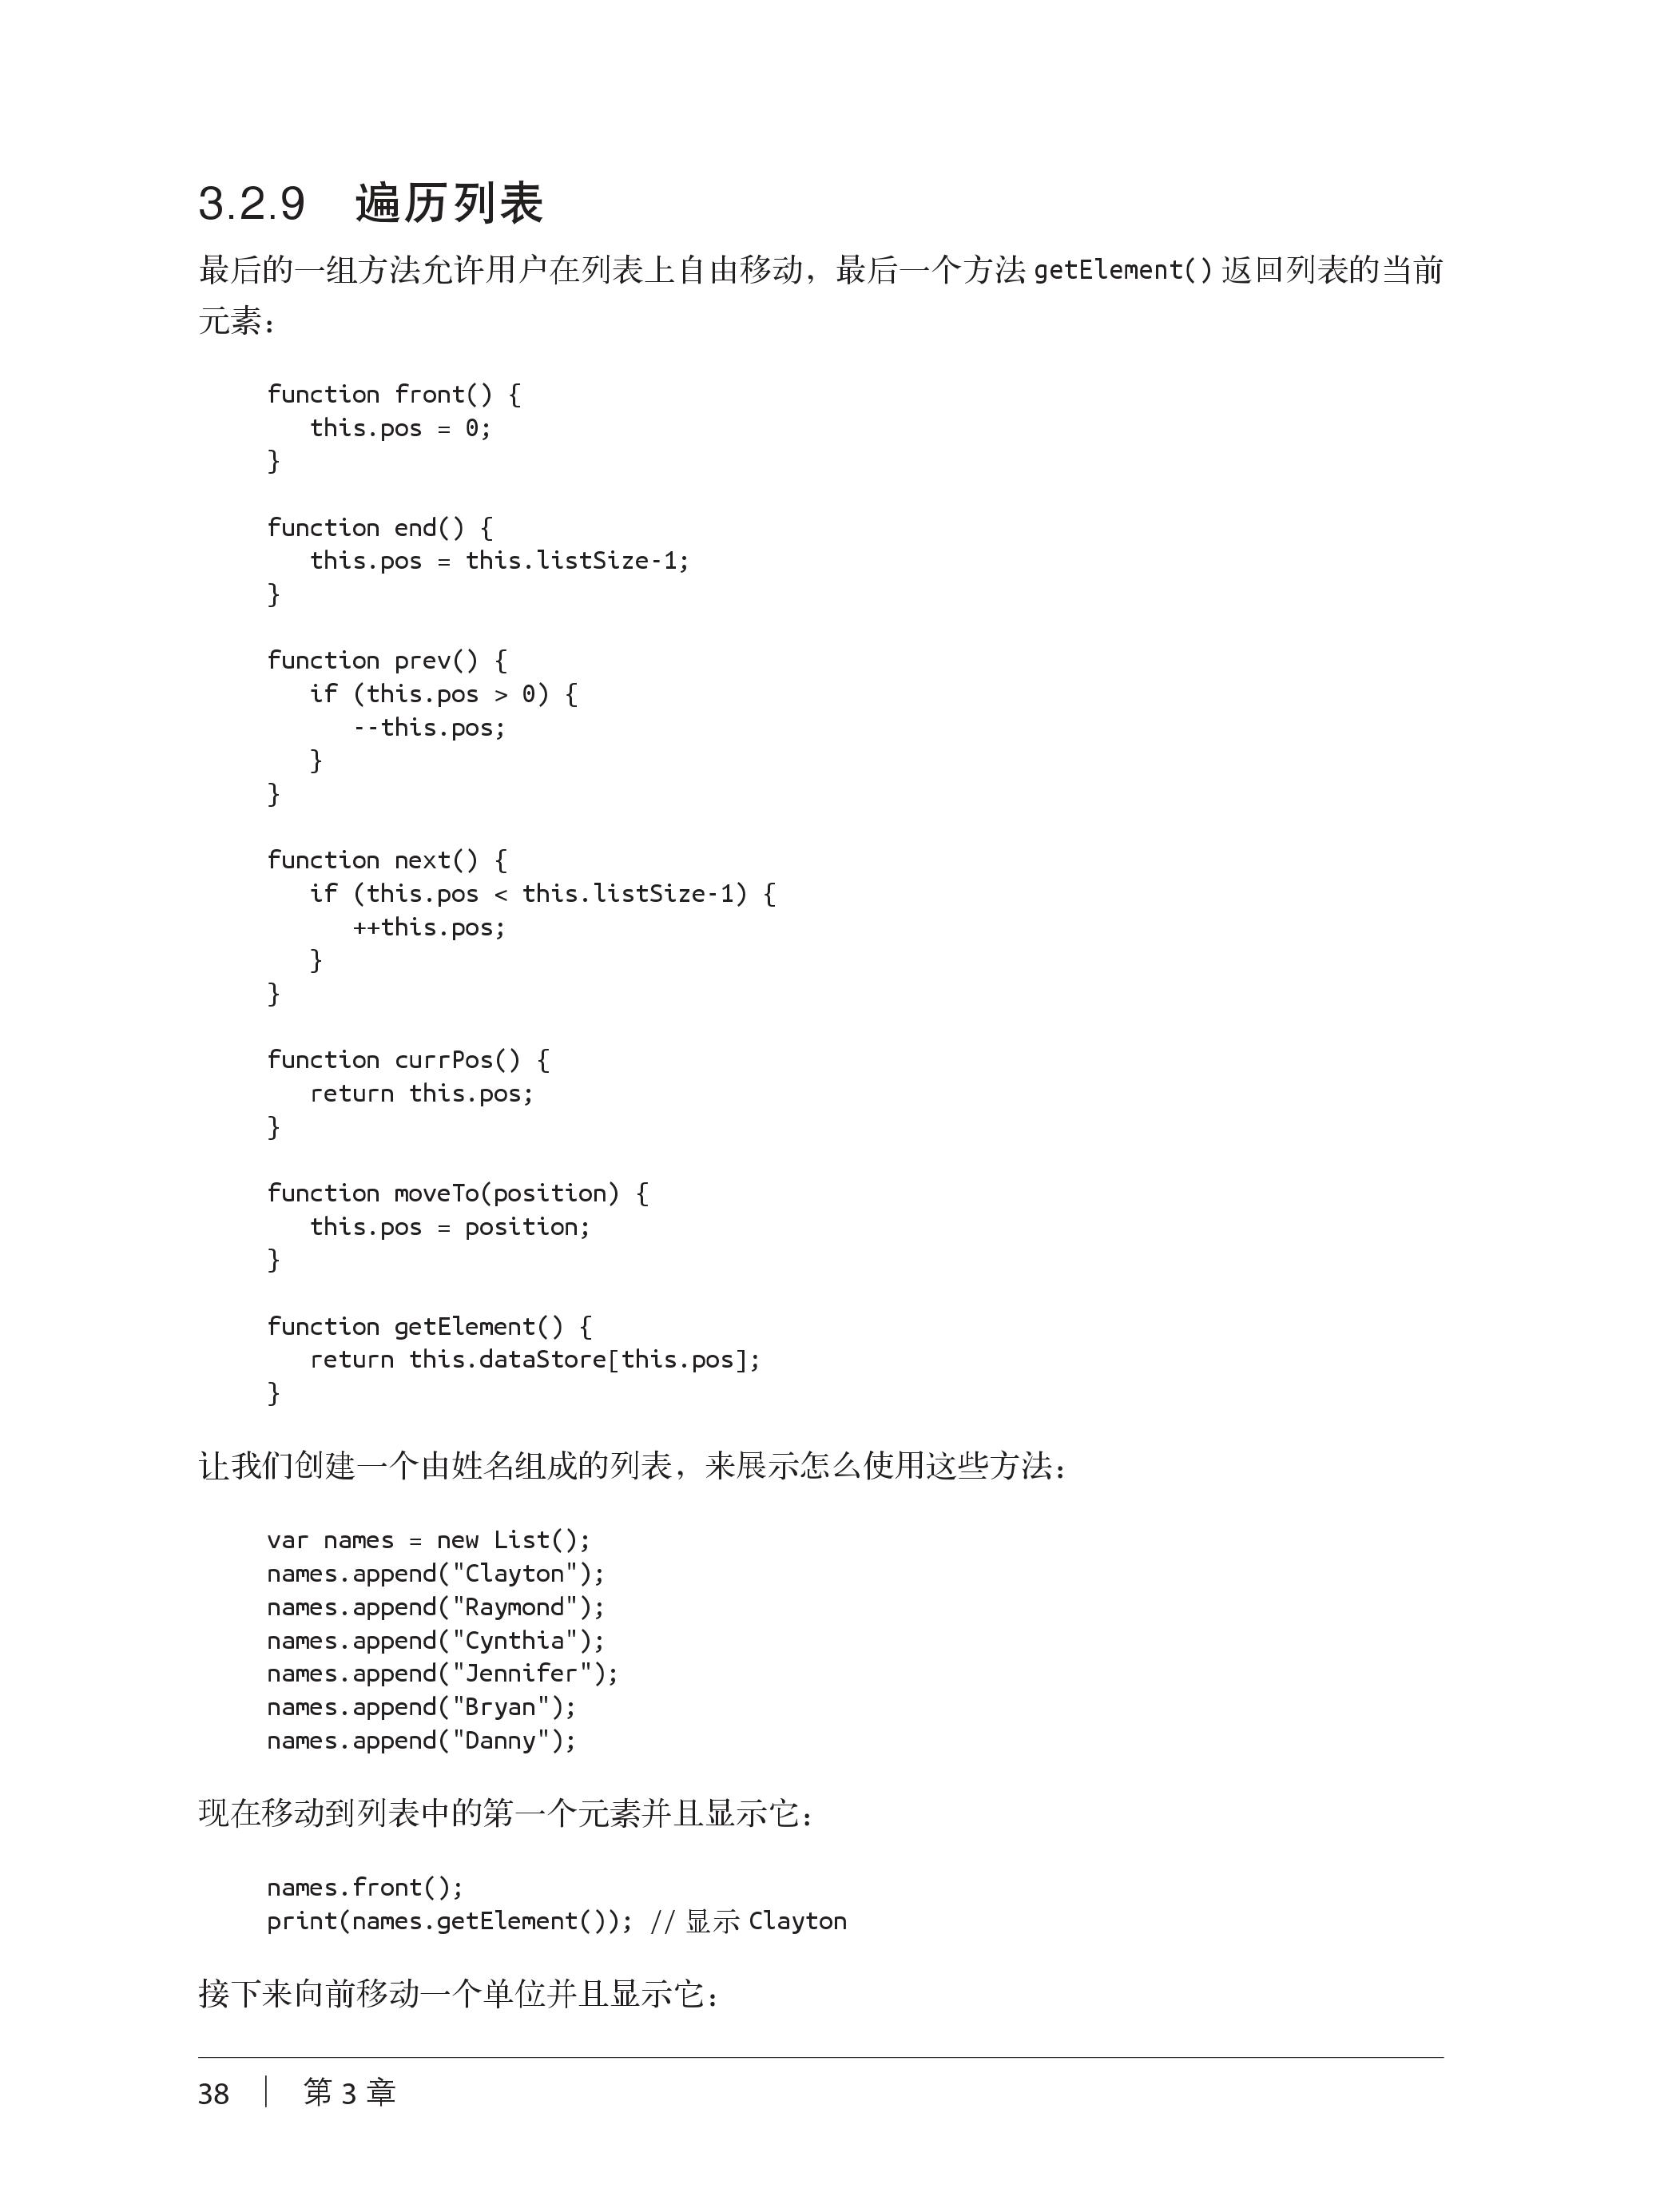 3.2.9 遍历列表
最后的一组方法允许用户在列表上自由移动，最后一个方法 getElement() 返回列表的当前
元素：
function front() {
   this.pos = 0;
}
function end() {
   this.pos = this.listSize-1;
}
function prev() {
   if (this.pos > 0) {
      --this.pos;
   }
}
function next() {
   if (this.pos < this.listSize-1) {
      ++this.pos;
   }
}
function currPos() {
   return this.pos;
}
function moveTo(position) {
   this.pos = position;
}
function getElement() {
   return this.dataStore[this.pos];
}
让我们创建一个由姓名组成的列表，来展示怎么使用这些方法：
var names = new List();
names.append("Clayton");
names.append("Raymond");
names.append("Cynthia");
names.append("Jennifer");
names.append("Bryan");
names.append("Danny");
现在移动到列表中的第一个元素并且显示它：
names.front();
print(names.getElement()); // 显示 Clayton
接下来向前移动一个单位并且显示它：
38 | 第 3 章